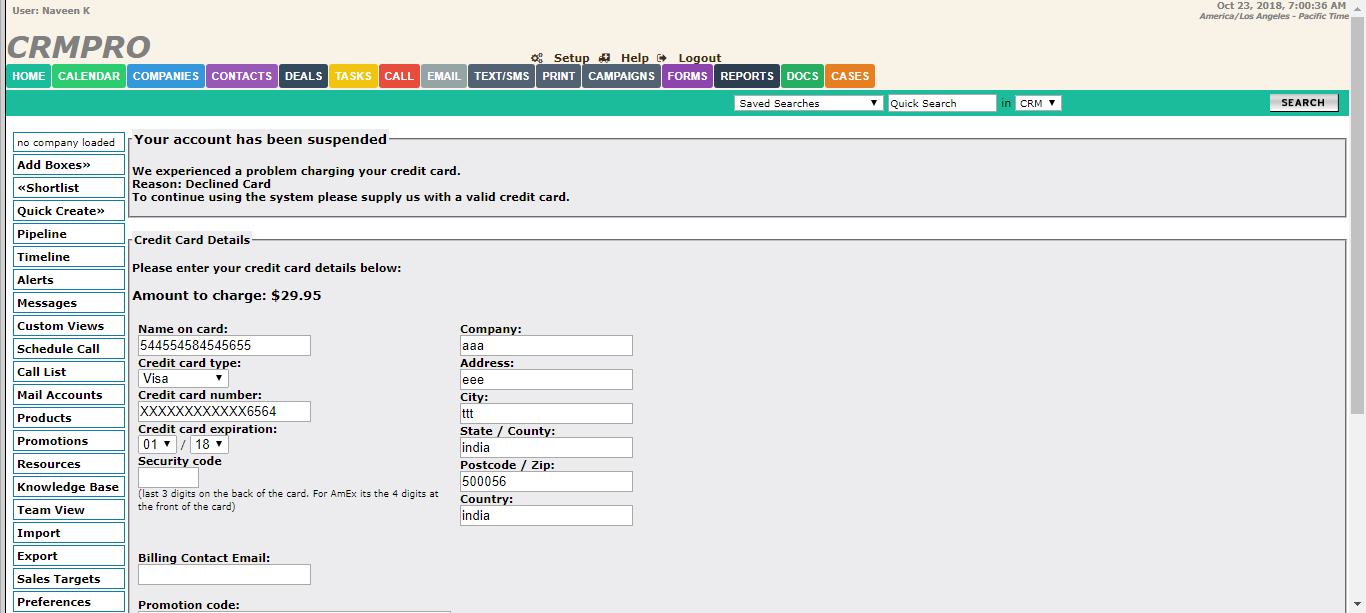 User: Naveen K
Oct 23, 2018, 7:00:36 AM
America/Los Angeles - Pacific Time
CRMPRO
Setup Help Logout
HOME CALENDAR COMPANIES CONTACTS DEALS TASKS CALL EMAIL TEXT/SMS PRINT CAMPAIGNS FORMS REPORTS DOCS CASES
Saved Searches Quick Search in CRM SEARCH
no company loaded
Add Boxes»
«Shortlist
Quick Create»
Pipeline
Timeline
Alerts
Messages
Custom Views
Schedule Call
Call List
Mail Accounts
Products
Promotions
Resources
Knowledge Base
Team View
Import
Export
Sales Targets
Preferences
Your account has been suspended
We experienced a problem charging your credit card.
Reason: Declined Card
To continue using the system please supply us with a valid credit card.
Credit Card Details
Please enter your credit card details below:
Amount to charge: $29.95
Name on card:
544554584545655
Credit card type:
Visa
Credit card number:
XXXXXXXXXXXX6564
Credit card expiration:
01 / 18
Security code
(last 3 digits on the back of the card. For AmEx its the 4 digits at
the front of the card)
Company:
aaa
Address:
eee
City:
ttt
State / County:
india
Postcode / Zip:
500056
Country:
india
Billing Contact Email:
Promotion code: